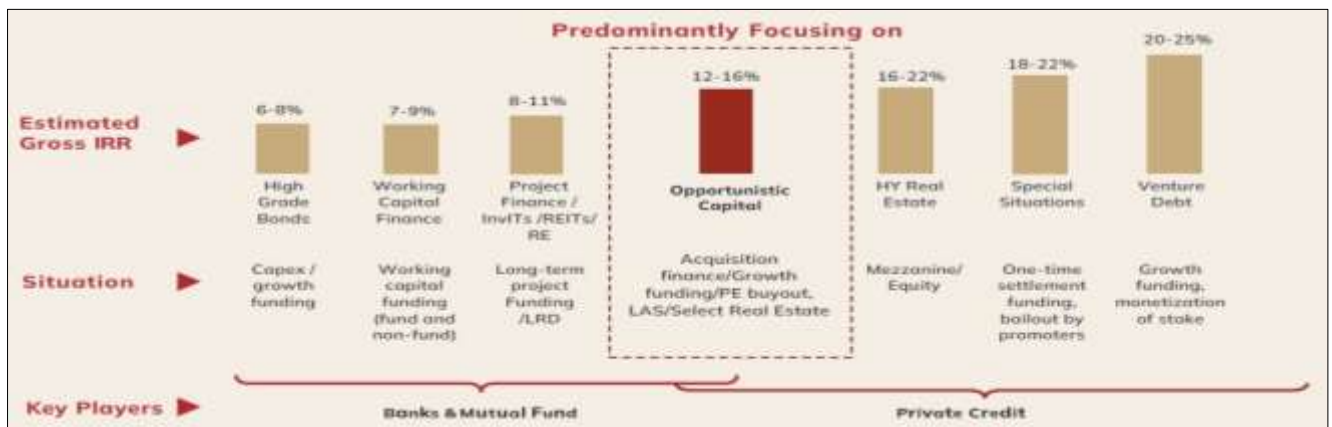 Predominantly Focusing on
Estimated
Gross IRR
6-8%
7-9%
8-11%
12-16%
16-22%
18-22%
20-25%
High
Grade
Bonds
Working
Capital
Finance
Project
Finance /
InvITs /REITs/
RE
Opportunistic
Capital
HY Real
Estate
Special
Situations
Venture
Debt
Situation
Capex /
growth
funding
Working
capital
funding
(fund and
non-fund)
Long-term
project
Funding
/LRD
Acquisition
finance/Growth
funding/PE buyout,
LAS/Select Real Estate
Mezzanine/
Equity
One-time
settlement
funding,
bailout by
promoters
Growth
funding,
monetization
of stake
Key Players
Banks & Mutual Fund
Private Credit